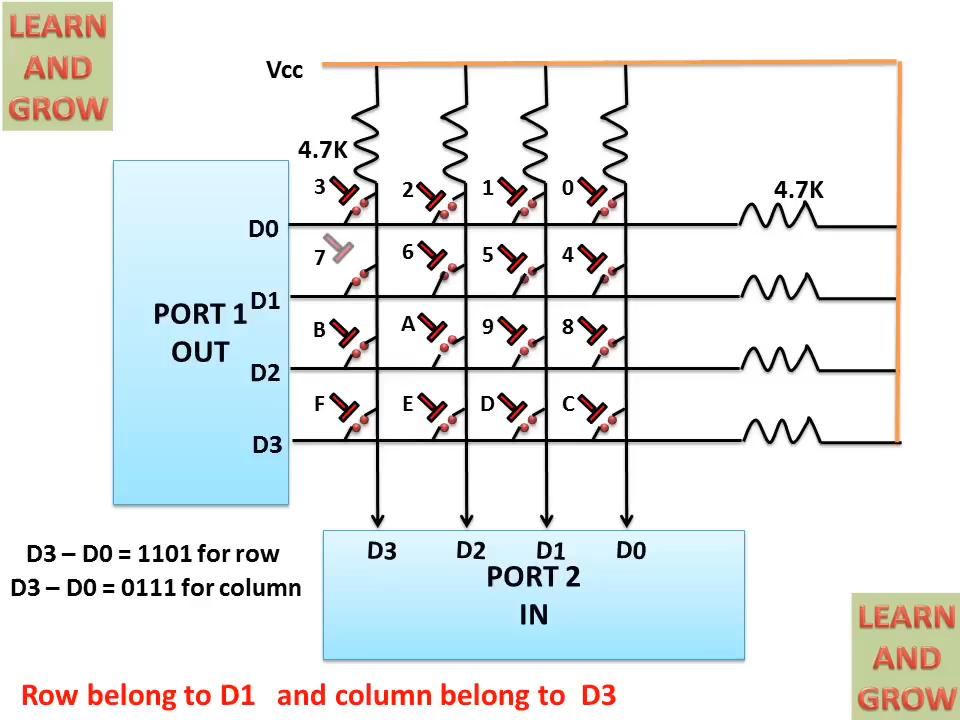 LEARN
AND
GROW
Vcc
4.7K
3 2 1 0
4.7K
D0
7 6 5 4
D1
PORT 1
OUT
B A 9 8
D2
F E D C
D3
D3 D2 D1 D0
PORT 2
IN
D3 – D0 = 1101 for row
D3 – D0 = 0111 for column
LEARN
AND
GROW
Row belong to D1 and column belong to D3